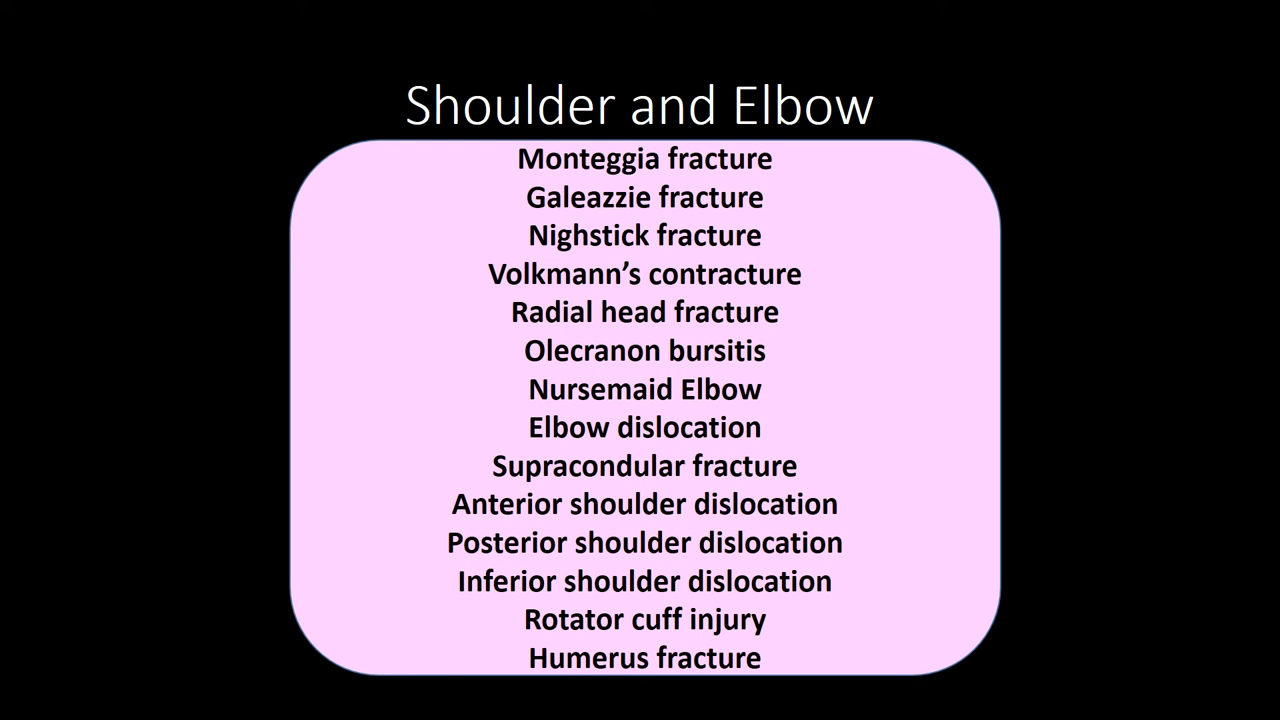 Shoulder and Elbow
Monteggia fracture
Galeazzie fracture
Nighstick fracture
Volkmann’s contracture
Radial head fracture
Olecranon bursitis
Nursemaid Elbow
Elbow dislocation
Supracondular fracture
Anterior shoulder dislocation
Posterior shoulder dislocation
Inferior shoulder dislocation
Rotator cuff injury
Humerus fracture